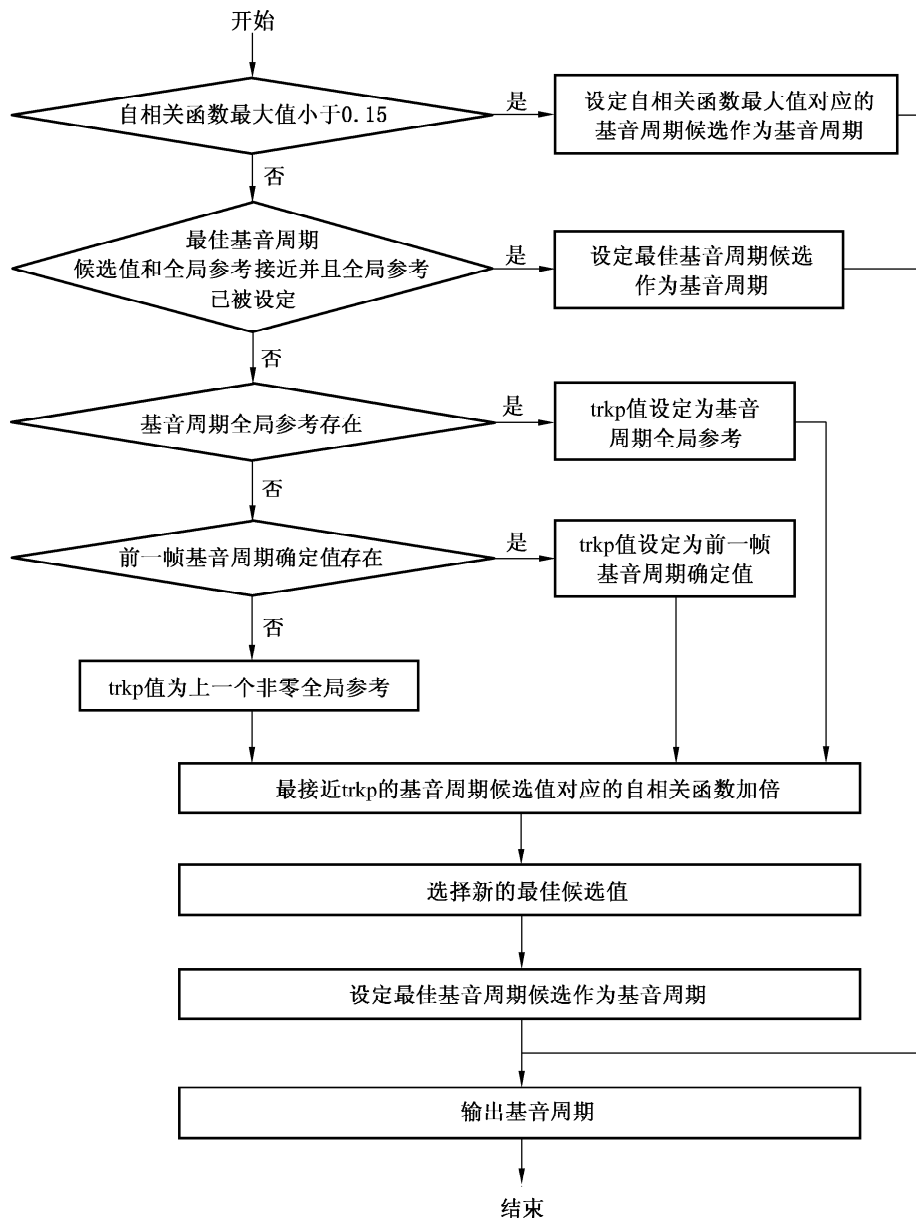 开始
自相关函数最大值小于0.15
是
设定自相关函数最人值对应的
基音周期候选作为基音周期
否
最佳基音周期
候选值和全局参考接近并且全局参考
已被设定
是
设定最佳基音周期候选
作为基音周期
否
基音周期全局参考存在
是
trkp值设定为基音
周期全局参考
否
前一帧基音周期确定值存在
是
trkp值设定为前一帧
基音周期确定值
否
trkp值为上一个非零全局参考
最接近trkp的基音周期候选值对应的自相关函数加倍
选择新的最佳候选值
设定最佳基音周期候选作为基音周期
输出基音周期
结束